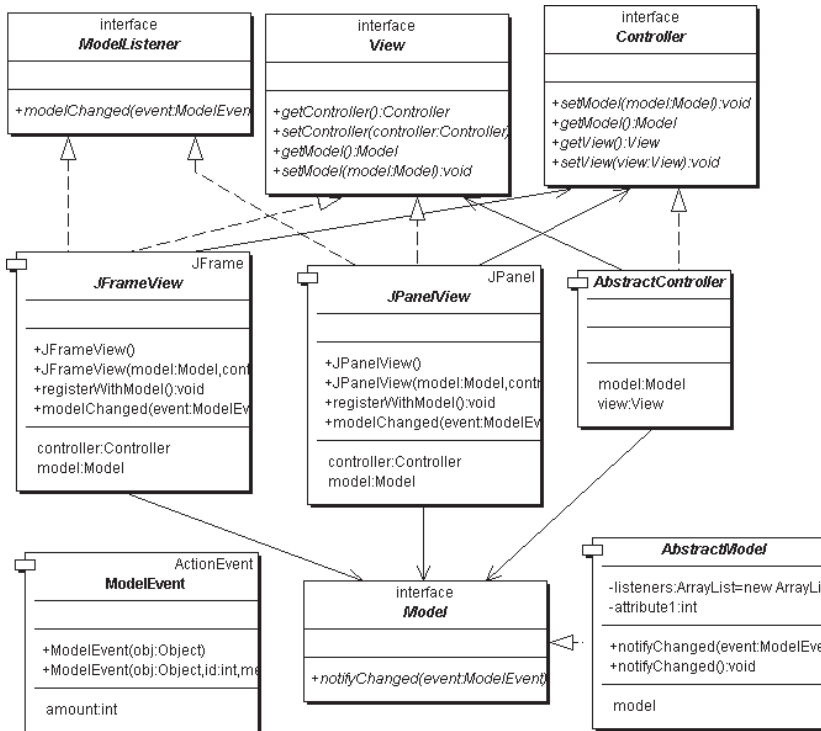 interface
ModelListener
+modelChanged(event:ModelEven
interface
View
+getController():Controller
+setController(controller:Controller)
+getModel():Model
+setModel(model:Model):void
interface
Controller
+setModel(model:Model):void
+getModel():Model
+getView():View
+setView(view:View):void
JFrame
JFrameView
+JFrameView()
+JFrameView(model:Model,cont
+registerWithModel():void
+modelChanged(event:ModelEv
controller:Controller
model:Model
JPanel
JPanelView
+JPanelView()
+JPanelView(model:Model,contr
+registerWithModel():void
+modelChanged(event:ModelEv
controller:Controller
model:Model
AbstractController
model:Model
view:View
ActionEvent
ModelEvent
+ModelEvent(obj:Object)
+ModelEvent(obj:Object,id:int,me
amount:int
interface
Model
+notifyChanged(event:ModelEvent)
AbstractModel
-listeners:ArrayList=new ArrayLi
-attribute1:int
+notifyChanged(event:ModelEve
+notifyChanged():void
model